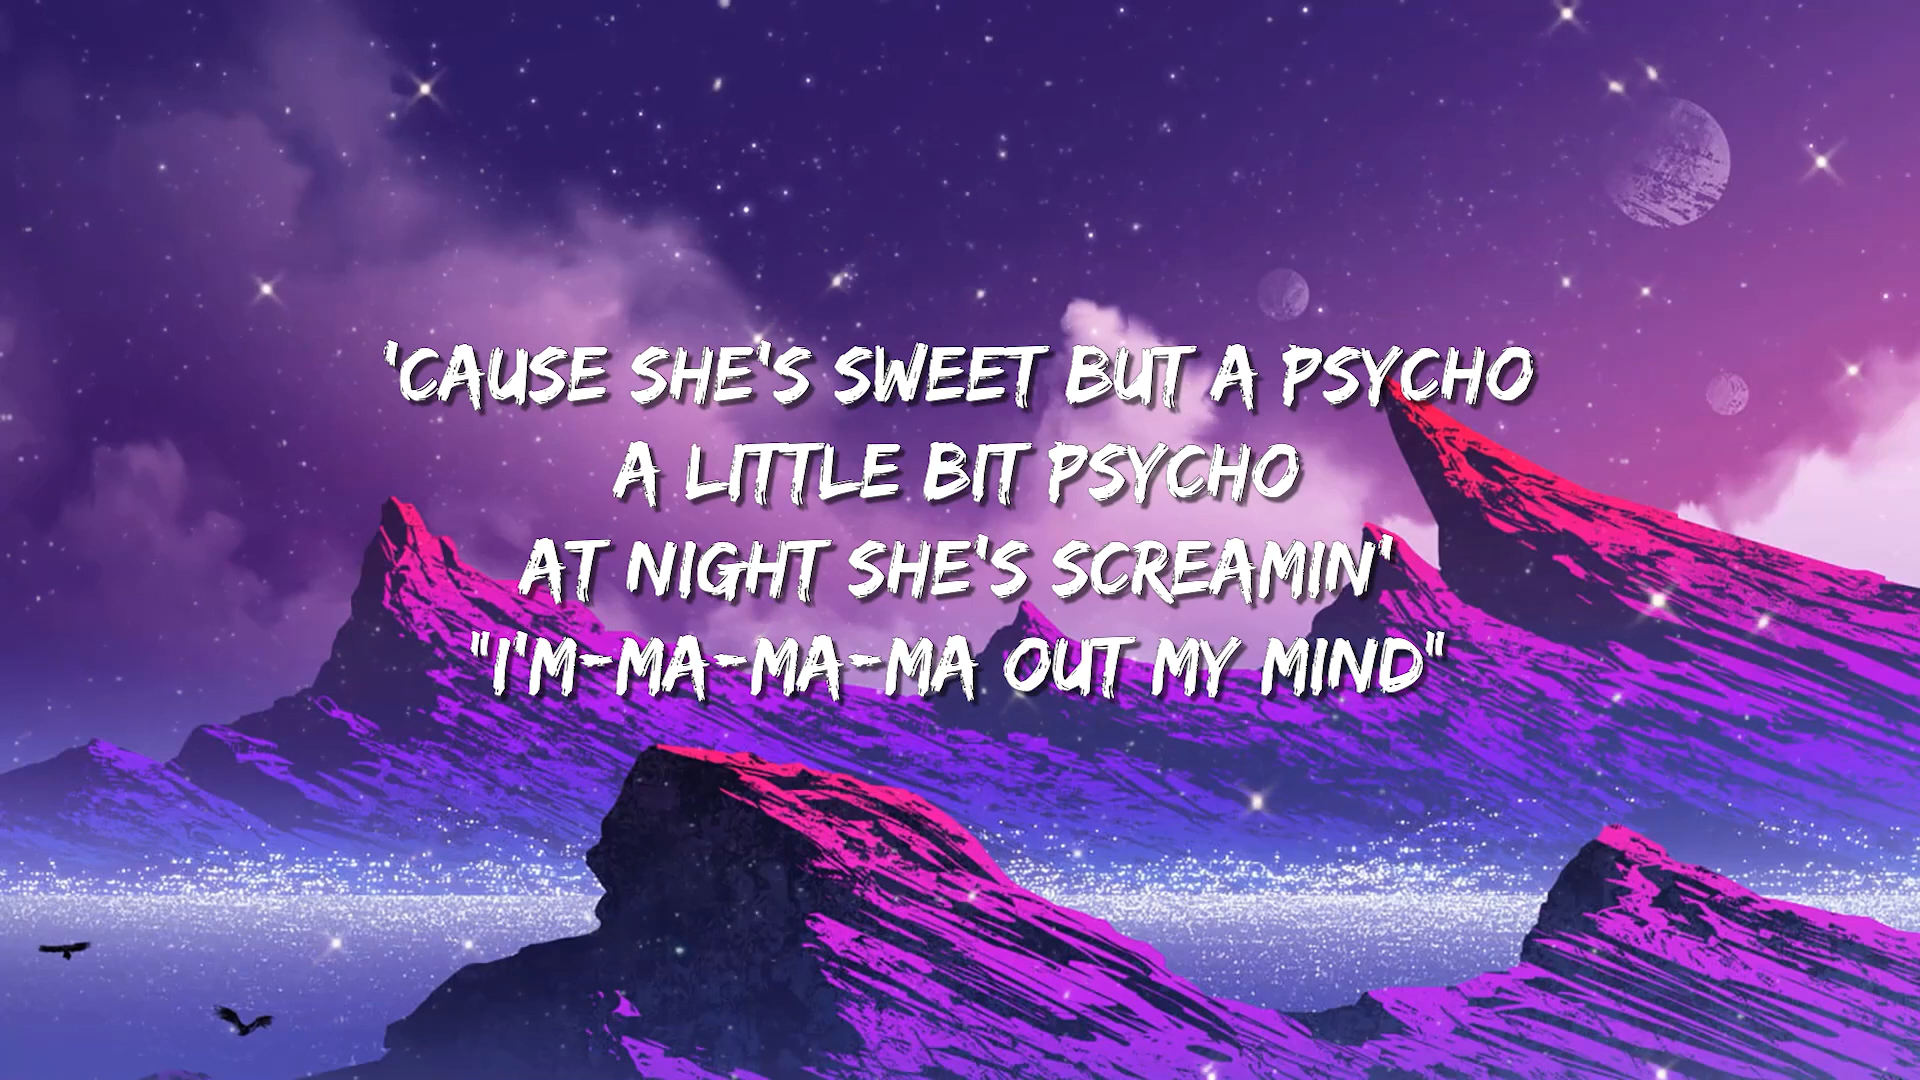 'CAUSE SHE'S SWEET BUT A PSYCHO
A LITTLE BIT PSYCHO
AT NIGHT SHE'S SCREAMIN'
"I'M-MA-MA-MA OUT MY MIND"